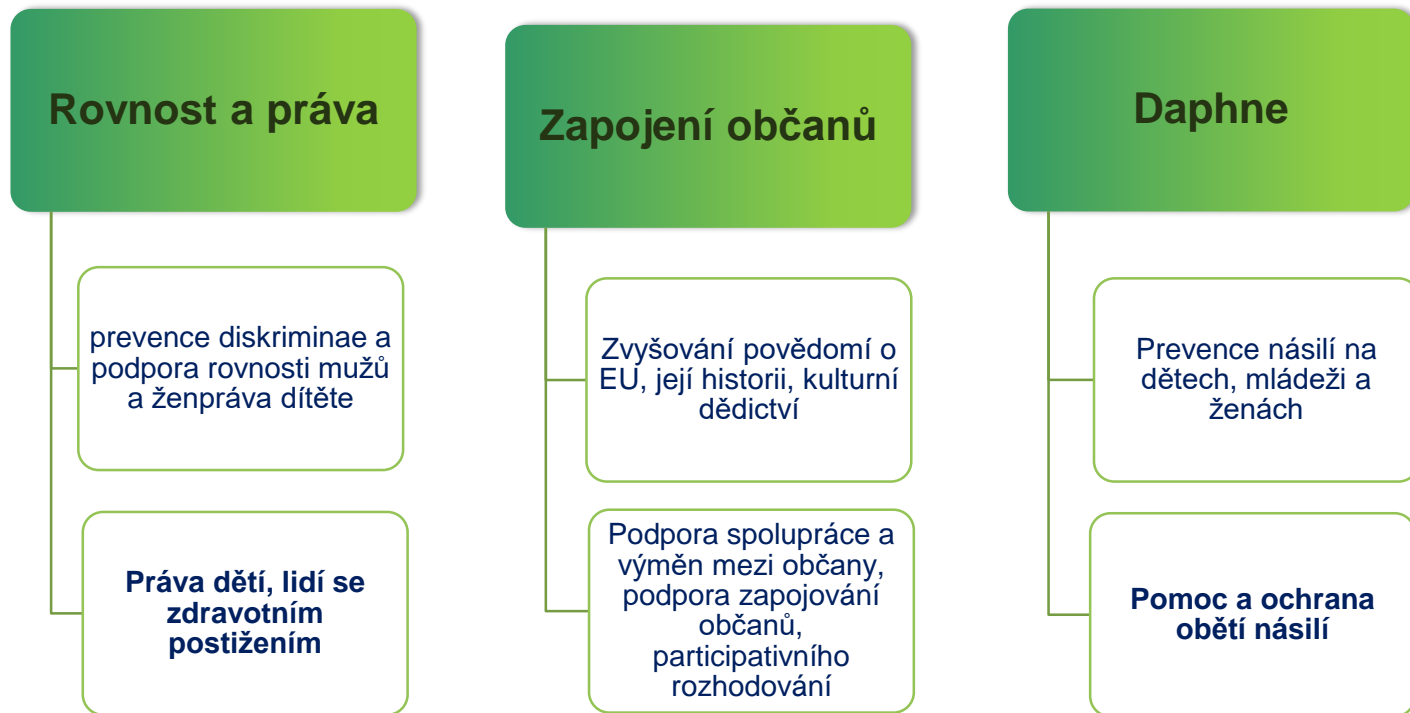 Rovnost a práva
prevence diskriminae a
podpora rovnosti mužů
a ženpráva dítěte
Práva dětí, lidí se
zdravotním
postižením
Zapojení občanů
Zvyšování povědomí o
EU, její historii, kulturní
dědictví
Podpora spolupráce a
výměn mezi občany,
podpora zapojování
občanů,
participativního
rozhodování
Daphne
Prevence násilí na
dětech, mládeži a
ženách
Pomoc a ochrana
obětí násilí